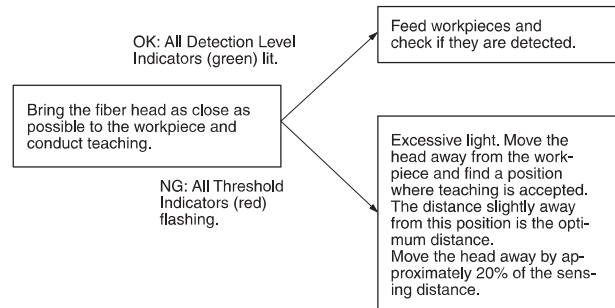 OK: All Detection Level
Indicators (green) lit.
Feed workpieces and
check if they are detected.
Bring the fiber head as close as
possible to the workpiece and
conduct teaching.
NG: All Threshold
Indicators (red)
flashing.
Excessive light. Move the
head away from the work-
piece and find a position
where teaching is accepted.
The distance slightly away
from this position is the opti-
mum distance.
Move the head away by ap-
proximately 20% of the sens-
ing distance.